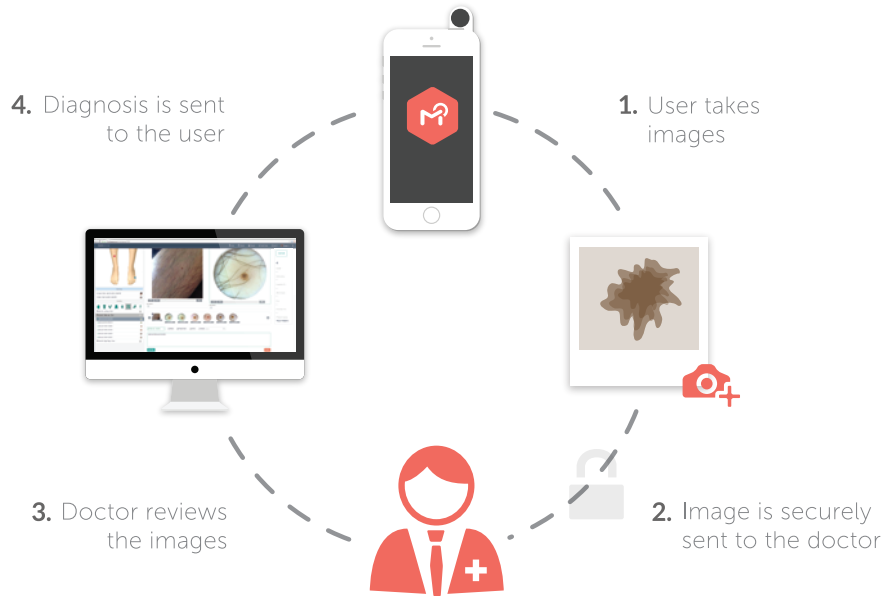 1. User takes
images
2. Image is securely
sent to the doctor
3. Doctor reviews
the images
4. Diagnosis is sent
to the user